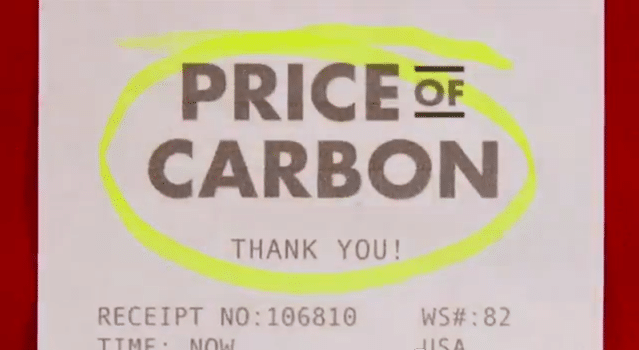 PRICE OF
CARBON
THANK YOU!
RECEIPT NO:106810 WS#:82
TIME: NOW USA